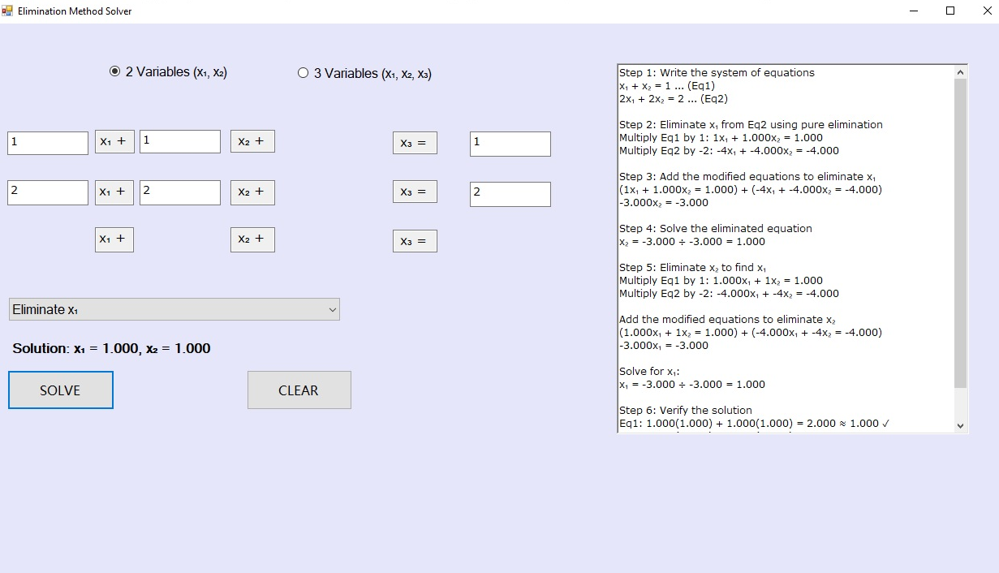 Elimination Method Solver
2 Variables (x₁, x₂)
3 Variables (x₁, x₂, x₃)
1 x₁ + 1 x₂ + x₃ = 1
2 x₁ + 2 x₂ + x₃ = 2
x₁ + x₂ + x₃ =
Eliminate x₁
Solution: x₁ = 1.000, x₂ = 1.000
SOLVE
CLEAR
Step 1: Write the system of equations
x₁ + x₂ = 1 ... (Eq1)
2x₁ + 2x₂ = 2 ... (Eq2)
Step 2: Eliminate x₁ from Eq2 using pure elimination
Multiply Eq1 by 1: 1x₁ + 1.000x₂ = 1.000
Multiply Eq2 by -2: -4x₁ + -4.000x₂ = -4.000
Step 3: Add the modified equations to eliminate x₁
(1x₁ + 1.000x₂ = 1.000) + (-4x₁ + -4.000x₂ = -4.000)
-3.000x₂ = -3.000
Step 4: Solve the eliminated equation
x₂ = -3.000 ÷ -3.000 = 1.000
Step 5: Eliminate x₂ to find x₁
Multiply Eq1 by 1: 1.000x₁ + 1x₂ = 1.000
Multiply Eq2 by -2: -4.000x₁ + -4x₂ = -4.000
Add the modified equations to eliminate x₂
(1.000x₁ + 1x₂ = 1.000) + (-4.000x₁ + -4x₂ = -4.000)
-3.000x₁ = -3.000
Solve for x₁:
x₁ = -3.000 ÷ -3.000 = 1.000
Step 6: Verify the solution
Eq1: 1.000(1.000) + 1.000(1.000) = 2.000 ≈ 1.000 ✓